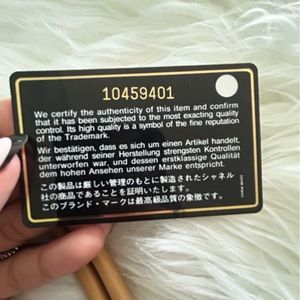 10459401
We certify the authenticity of this item and confirm
that it has been subjected to the most exacting quality
control. Its high quality is a symbol of the fine reputation
of the Trademark.
Wir bestätigen, dass es sich um einen Artikel handelt,
der während seiner Herstellung strengsten Kontrollen
unterworfen war, und dessen erstklassige Qualität
dem hohen Ansehen unserer Marke entspricht.
この製品は厳しい管理のもとに製造されたシャネル
社の商品であることを証明いたします。
このブランド・マークは最高級品質の象徴です。